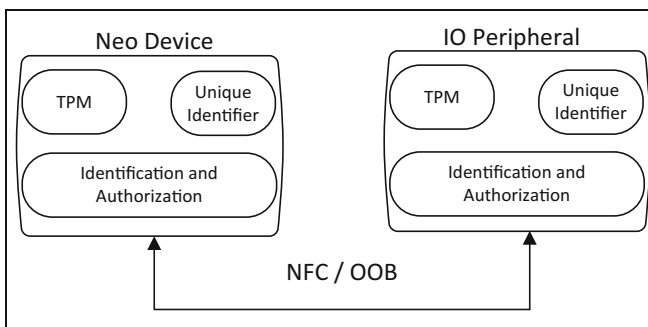 Neo Device
TPM
Unique
Identifier
Identification and
Authorization
IO Peripheral
TPM
Unique
Identifier
Identification and
Authorization
NFC / OOB